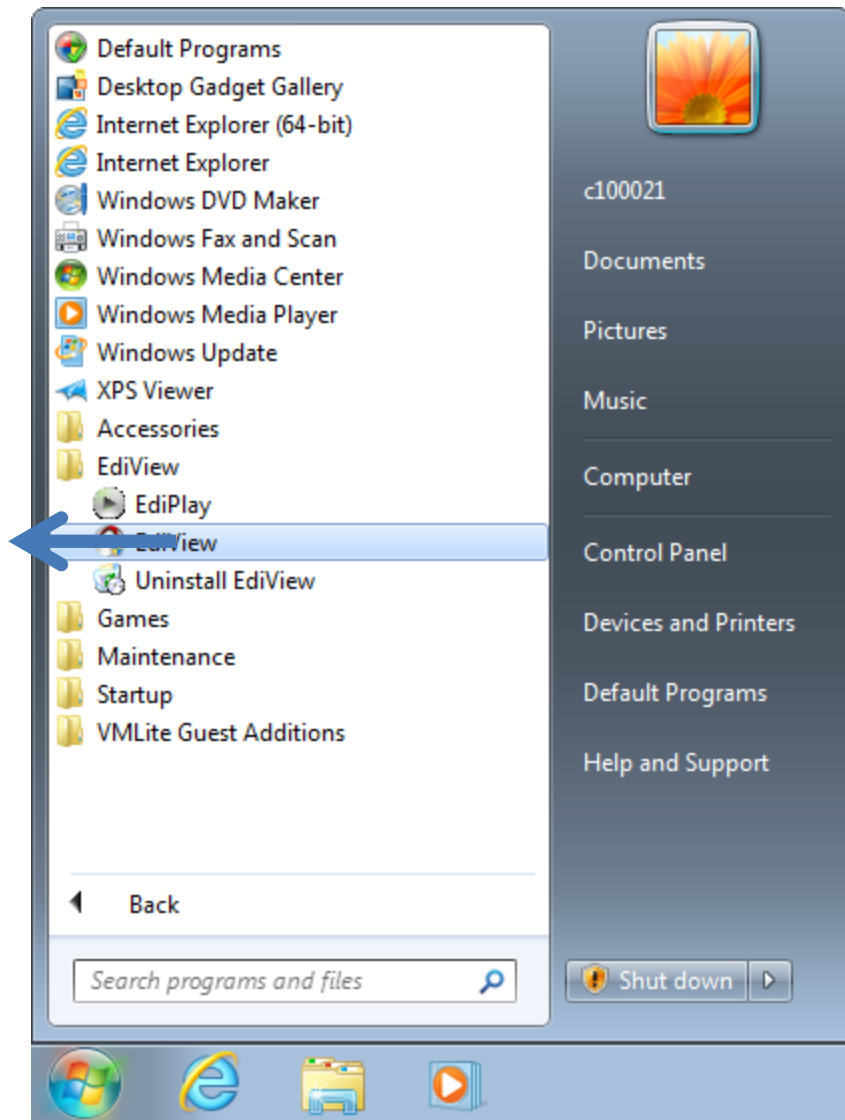 Default Programs
Desktop Gadget Gallery
Internet Explorer (64-bit)
Internet Explorer
Windows DVD Maker
Windows Fax and Scan
Windows Media Center
Windows Media Player
Windows Update
XPS Viewer
Accessories
EdiView
EdiPlay
EdiView
Uninstall EdiView
Games
Maintenance
Startup
VMLite Guest Additions
Back
Search programs and files
c100021
Documents
Pictures
Music
Computer
Control Panel
Devices and Printers
Default Programs
Help and Support
Shut down